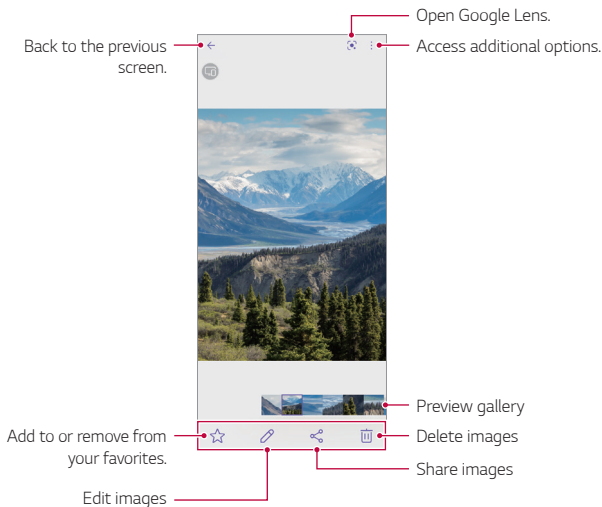 Open Google Lens.
Back to the previous
screen.
Access additional options.
Preview gallery
Add to or remove from
your favorites.
Delete images
Share images
Edit images